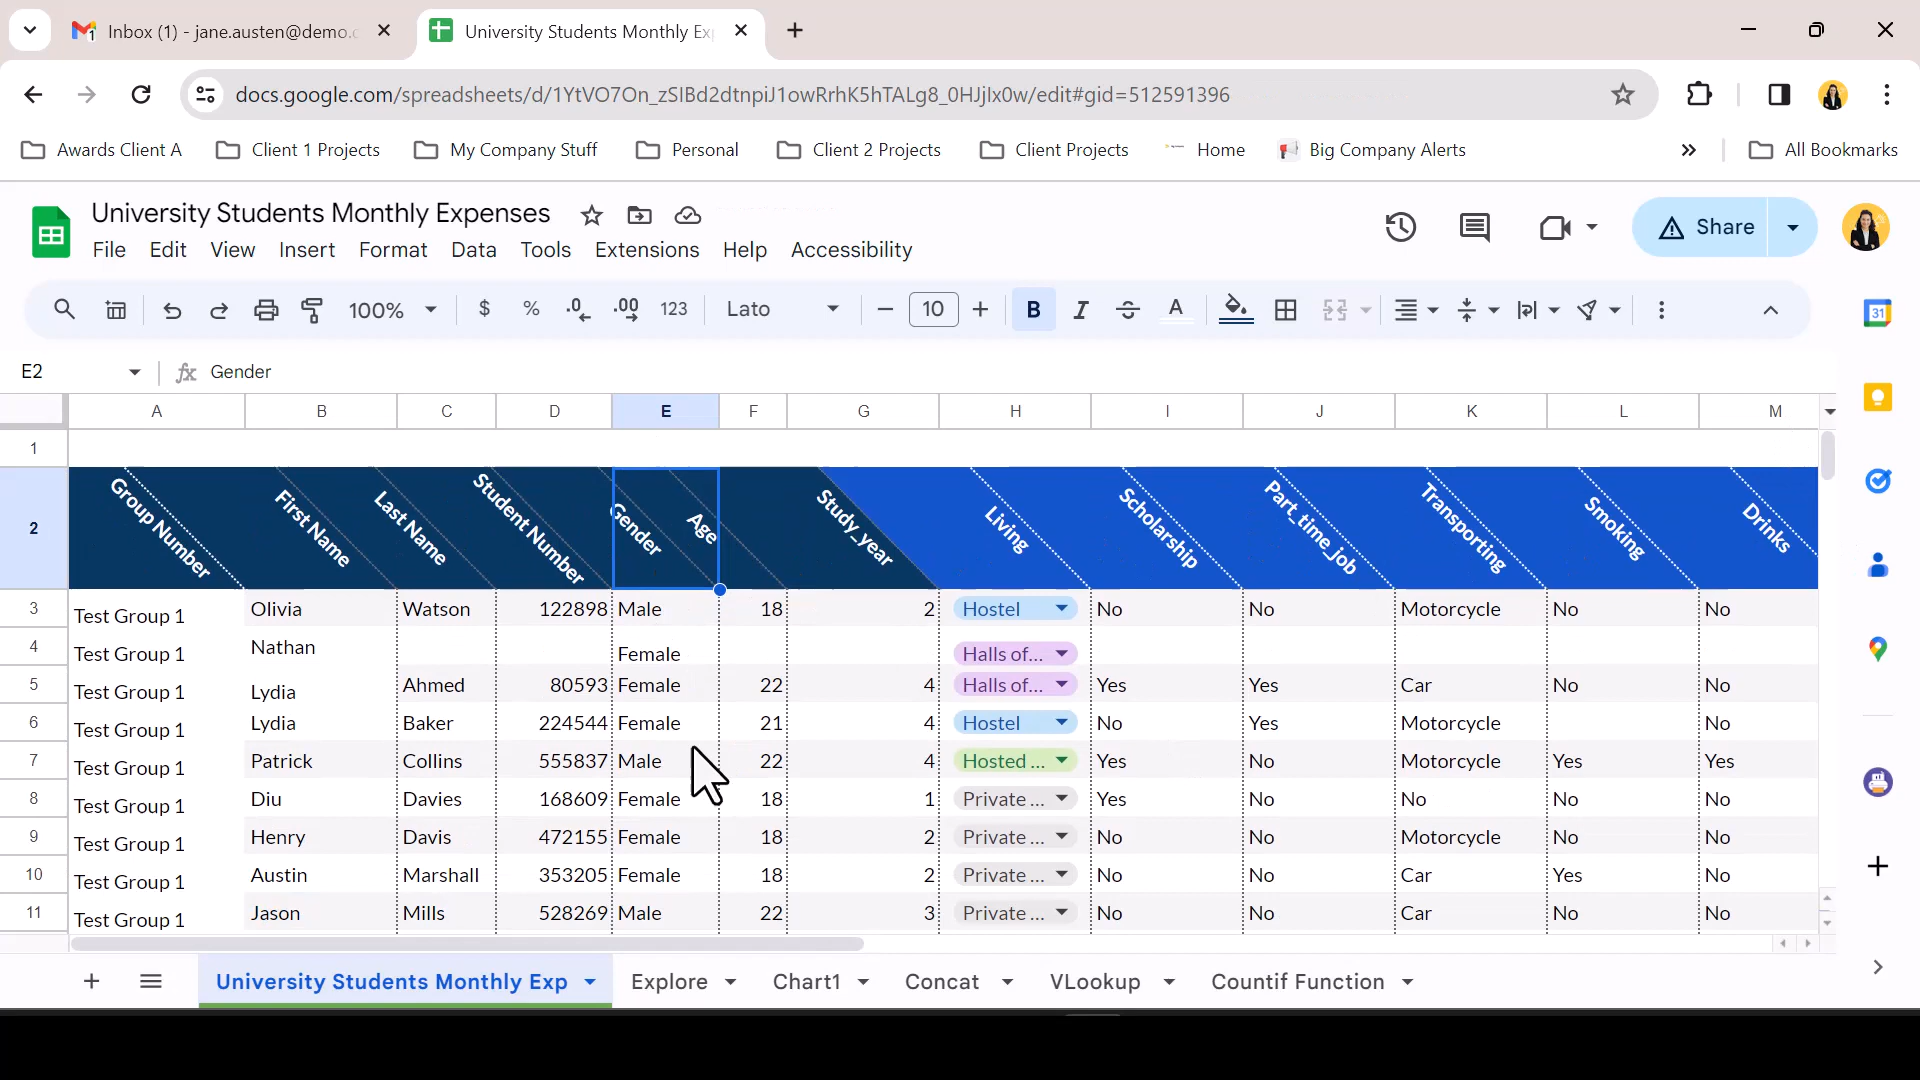 Inbox (1) - jane.austen@demo.c
University Students Monthly Ex
docs.google.com/spreadsheets/d/1YtVO7On_zSIBd2dtnpiJ1owRrhK5hTALg8_0HJjIx0w/edit#gid=512591396
Awards Client A Client 1 Projects My Company Stuff Personal Client 2 Projects Client Projects Home Big Company Alerts » All Bookmarks
University Students Monthly Expenses
File Edit View Insert Format Data Tools Extensions Help Accessibility
Share
100% $ % .0 .00 123 Lato 10 B I S A
31
E2 fx Gender
A B C D E F G H I J K L M
1
2 Group Number First Name Last Name Student Number Gender Age Study_year Living Scholarship Part_time_job Transporting Smoking Drinks
3 Test Group 1 Olivia Watson 122898 Male 18 2 Hostel No No Motorcycle No No
4 Test Group 1 Nathan Female Halls of...
5 Test Group 1 Lydia Ahmed 80593 Female 22 4 Halls of... Yes Yes Car No No
6 Test Group 1 Lydia Baker 224544 Female 21 4 Hostel No Yes Motorcycle No
7 Test Group 1 Patrick Collins 555837 Male 22 4 Hosted ... Yes No Motorcycle Yes Yes
8 Test Group 1 Diu Davies 168609 Female 18 1 Private ... Yes No No No No
9 Test Group 1 Henry Davis 472155 Female 18 2 Private ... No No Motorcycle No No
10 Test Group 1 Austin Marshall 353205 Female 18 2 Private ... No No Car Yes No
11 Test Group 1 Jason Mills 528269 Male 22 3 Private ... No No Car No No
University Students Monthly Exp Explore Chart1 Concat VLookup Countif Function